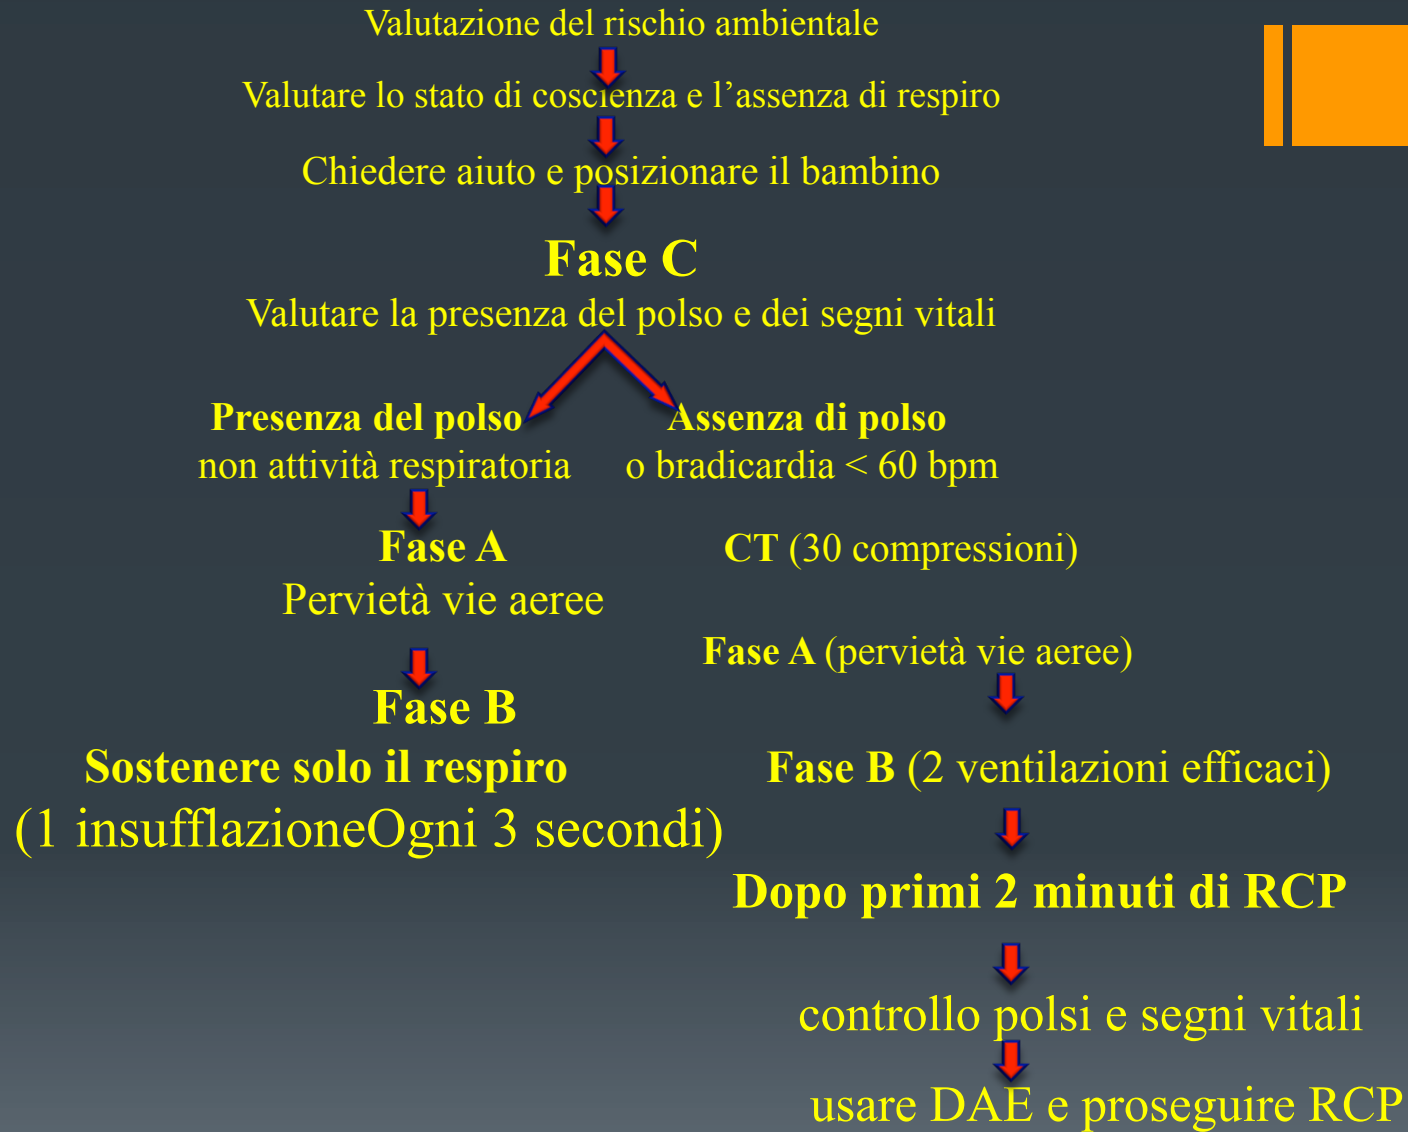 Valutazione del rischio ambientale
Valutare lo stato di coscienza e l’assenza di respiro
Chiedere aiuto e posizionare il bambino
Fase C
Valutare la presenza del polso e dei segni vitali
Presenza del polso
non attività respiratoria
Fase A
Pervietà vie aeree
Fase B
Sostenere solo il respiro
(1 insufflazioneOgni 3 secondi)
Assenza di polso
o bradicardia < 60 bpm
CT (30 compressioni)
Fase A (pervietà vie aeree)
Fase B (2 ventilazioni efficaci)
Dopo primi 2 minuti di RCP
controllo polsi e segni vitali
usare DAE e proseguire RCP